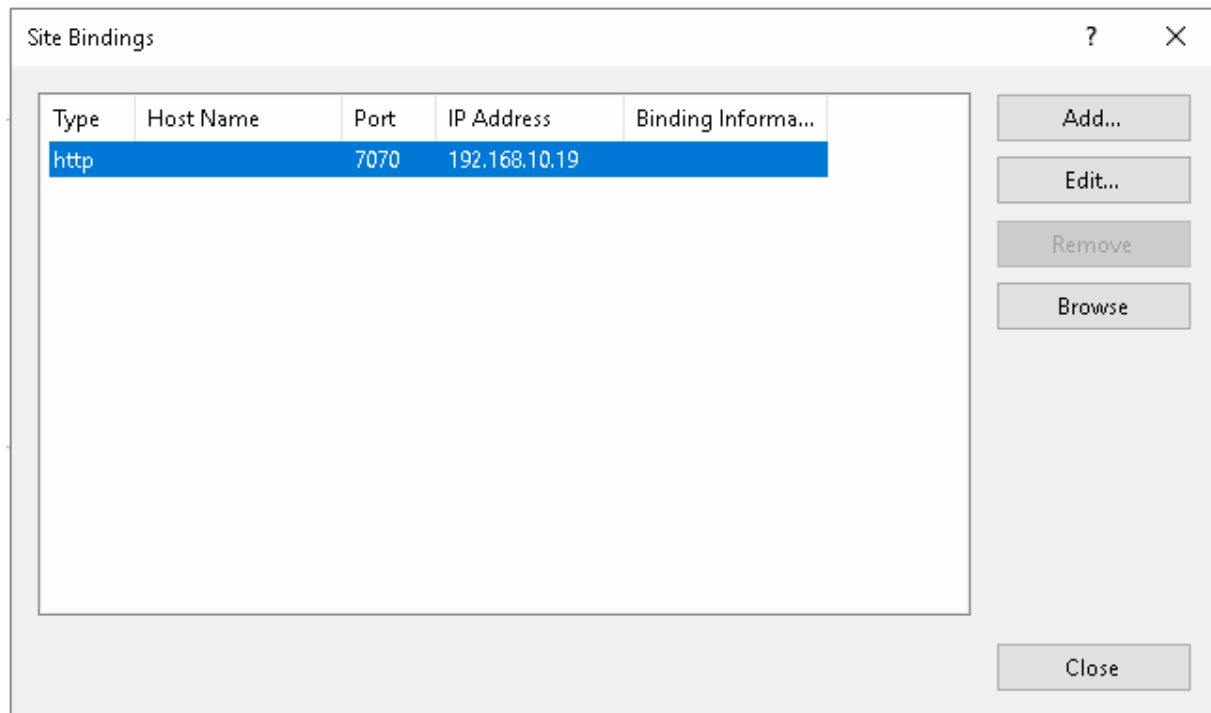 Site Bindings ?
Type Host Name Port IP Address Binding Informa... Add...
http 7070 192.168.10.19
Edit...
Remove
Browse
Close